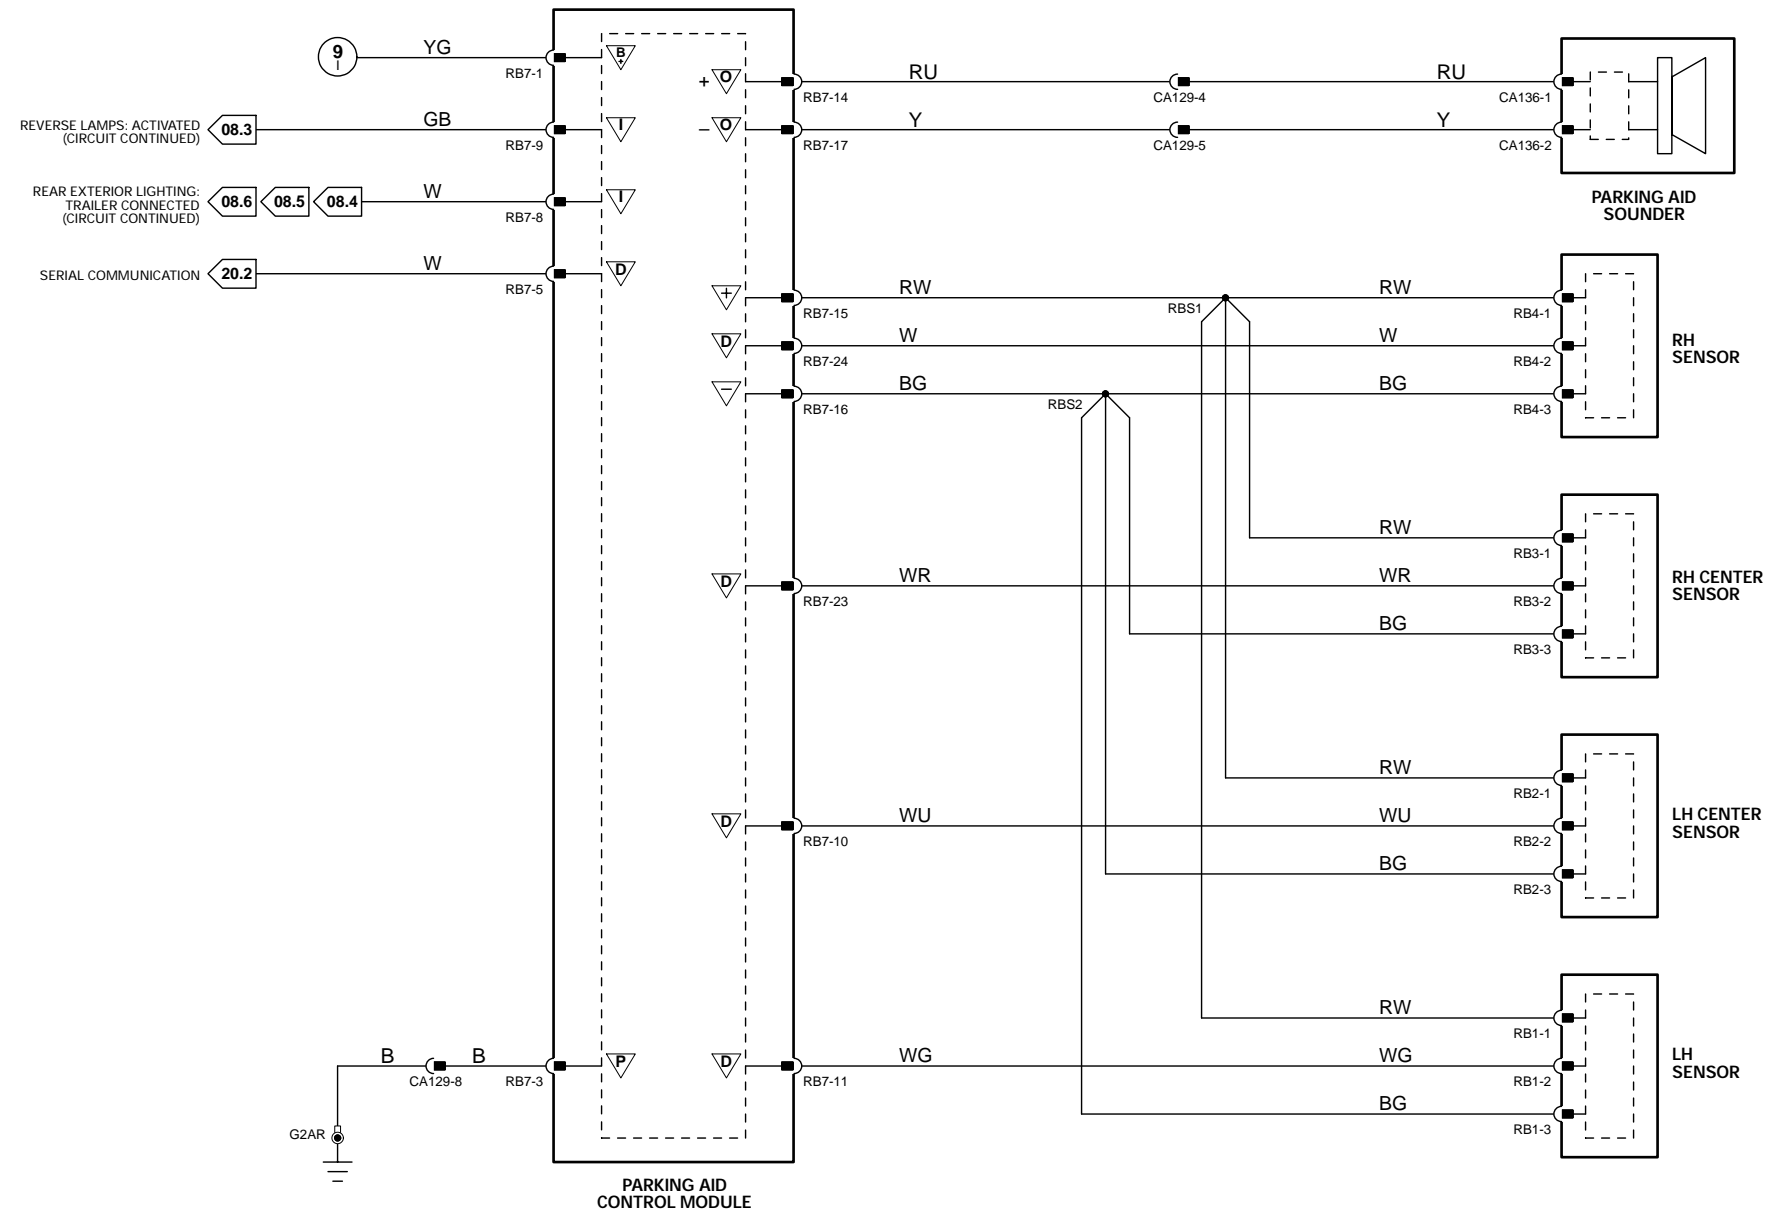 9
I
YG
RB7-1
B
+
+ O
RB7-14
RU
CA129-4
RU
CA136-1
REVERSE LAMPS: ACTIVATED
(CIRCUIT CONTINUED)
08.3
GB
RB7-9
I
– O
RB7-17
Y
CA129-5
Y
CA136-2
PARKING AID
SOUNDER
REAR EXTERIOR LIGHTING:
TRAILER CONNECTED
(CIRCUIT CONTINUED)
08.6
08.5
08.4
W
RB7-8
I
SERIAL COMMUNICATION
20.2
W
RB7-5
D
+
RB7-15
RW
RBS1
RW
RB4-1
D
RB7-24
W
W
RB4-2
RH
SENSOR
–
RB7-16
BG
RBS2
BG
RB4-3
RW
RB3-1
D
RB7-23
WR
WR
RB3-2
RH CENTER
SENSOR
BG
RB3-3
RW
RB2-1
D
RB7-10
WU
WU
RB2-2
LH CENTER
SENSOR
BG
RB2-3
RW
RB1-1
B
CA129-8
B
RB7-3
P
D
RB7-11
WG
WG
RB1-2
LH
SENSOR
BG
RB1-3
G2AR
PARKING AID
CONTROL MODULE